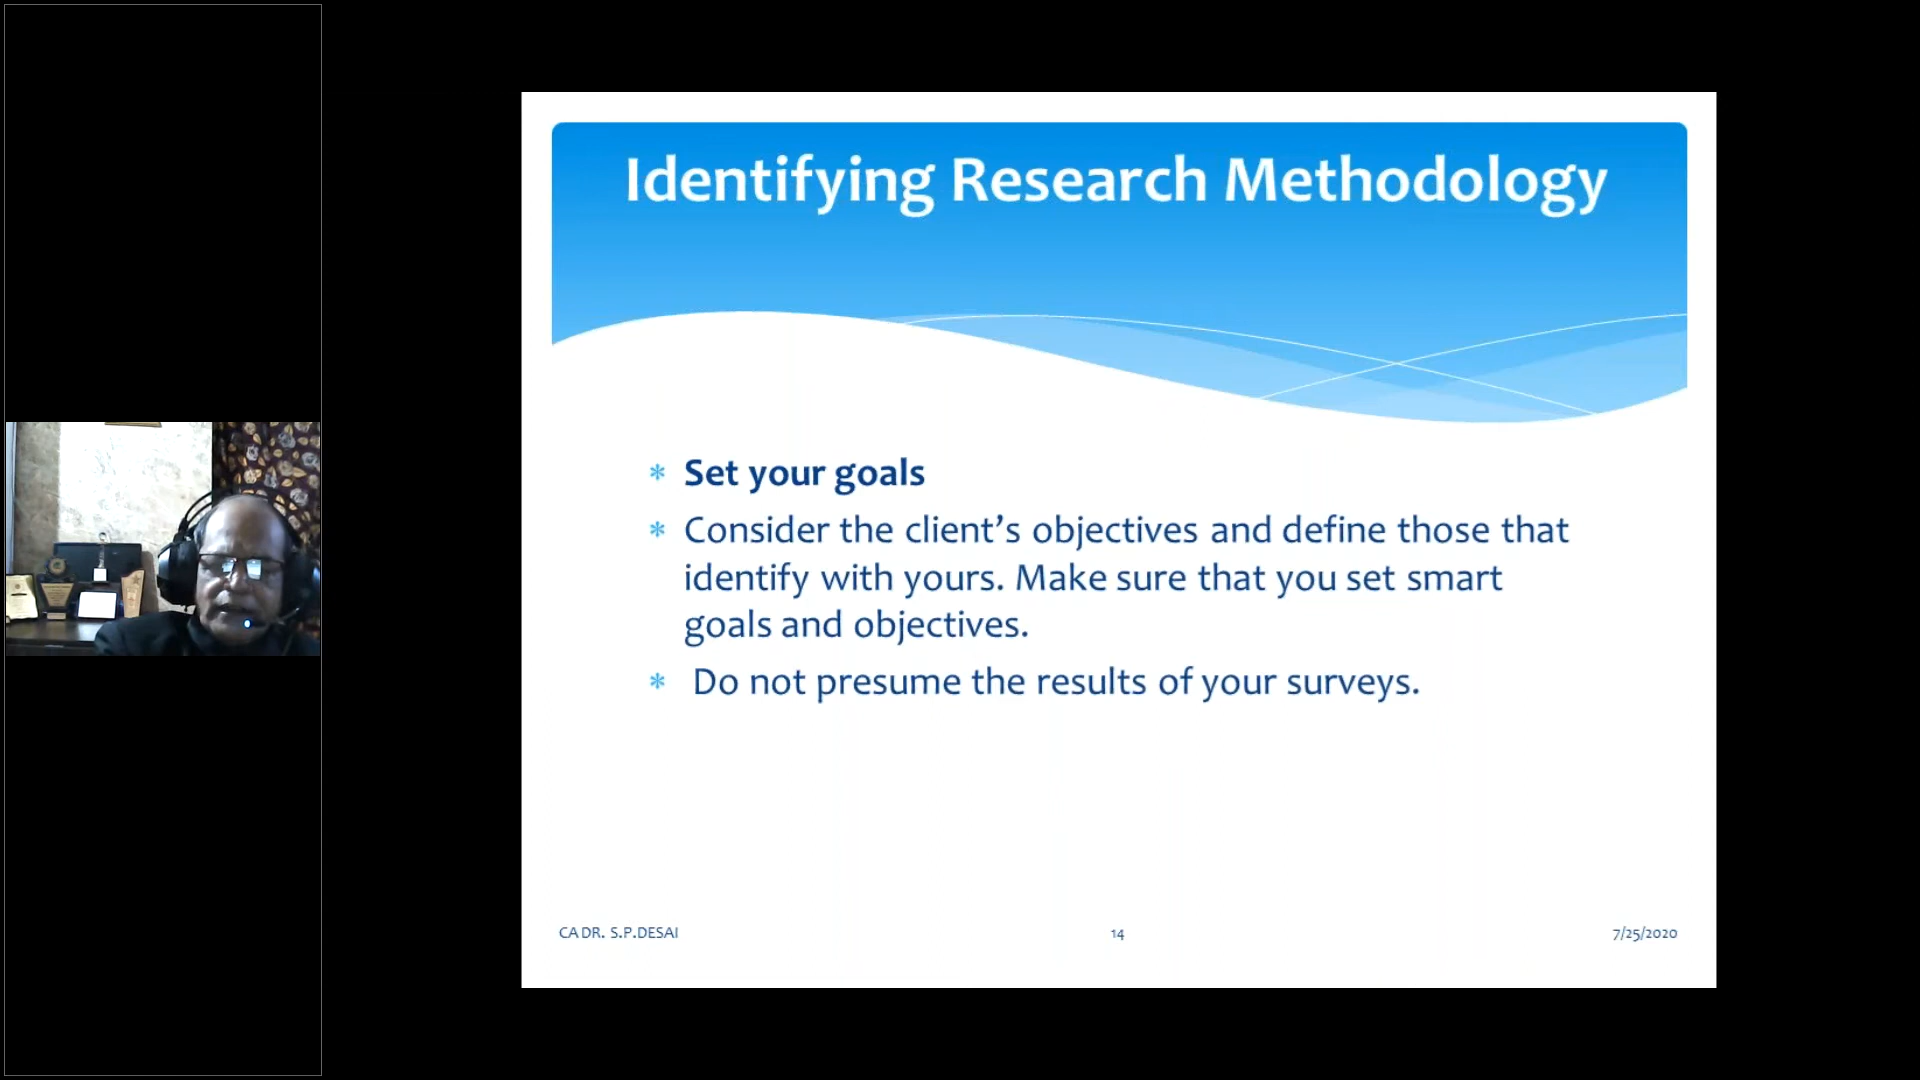 Identifying Research Methodology
* Set your goals
* Consider the client’s objectives and define those that
identify with yours. Make sure that you set smart
goals and objectives.
* Do not presume the results of your surveys.
CA DR. S.P.DESAI
14
7/25/2020